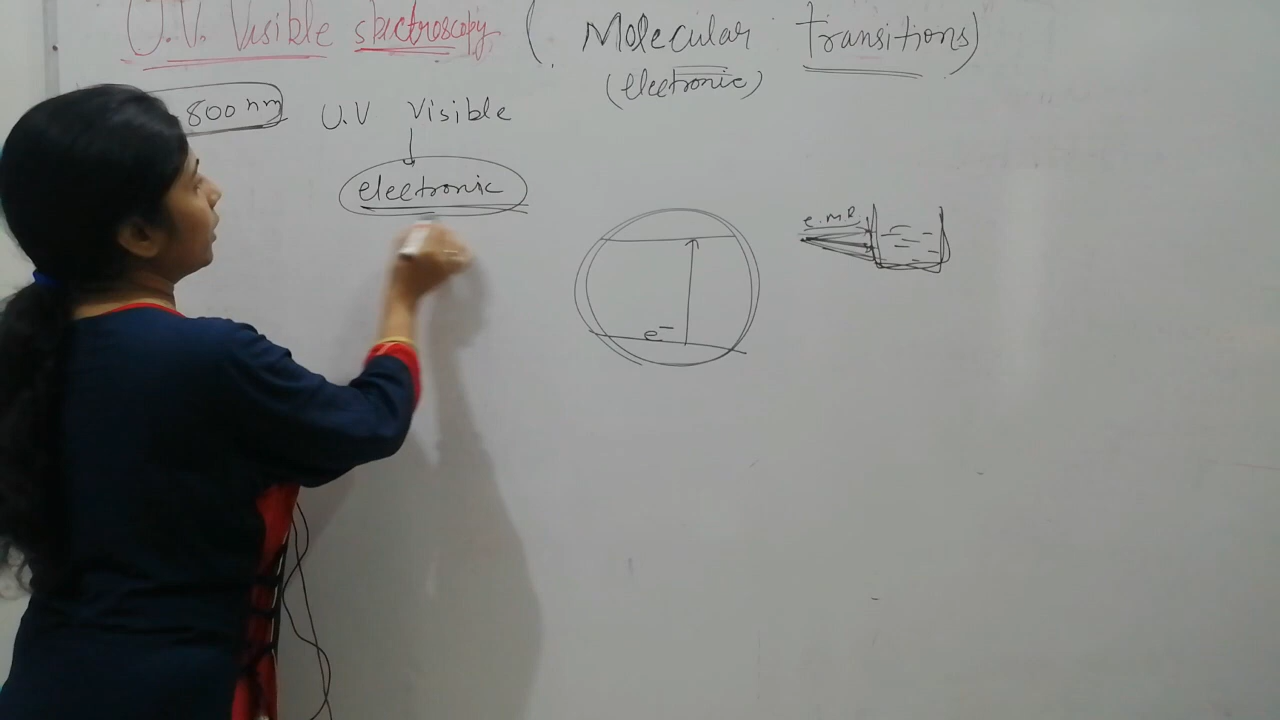 U.V. Visible spectroscopy ( Molecular Transitions)
(electronic)
800 nm U.V Visible
electronic
e.m.R
e-